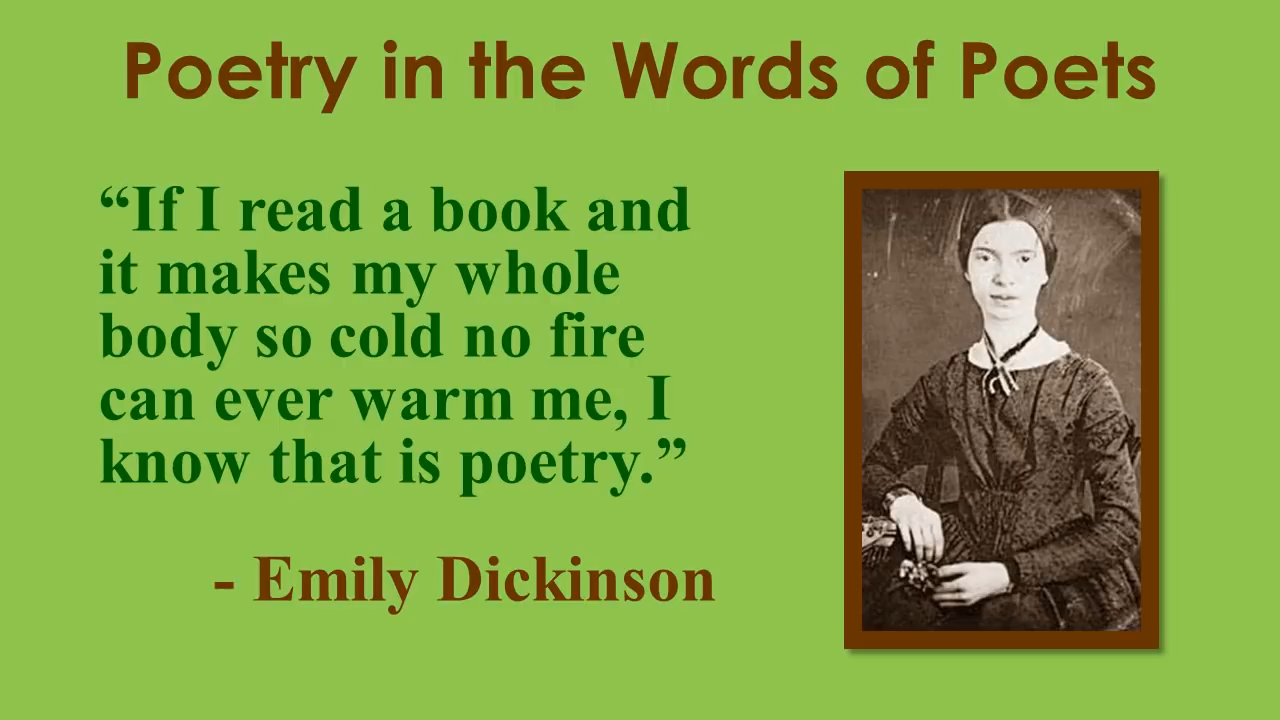 Poetry in the Words of Poets
“If I read a book and
it makes my whole
body so cold no fire
can ever warm me, I
know that is poetry.”
- Emily Dickinson